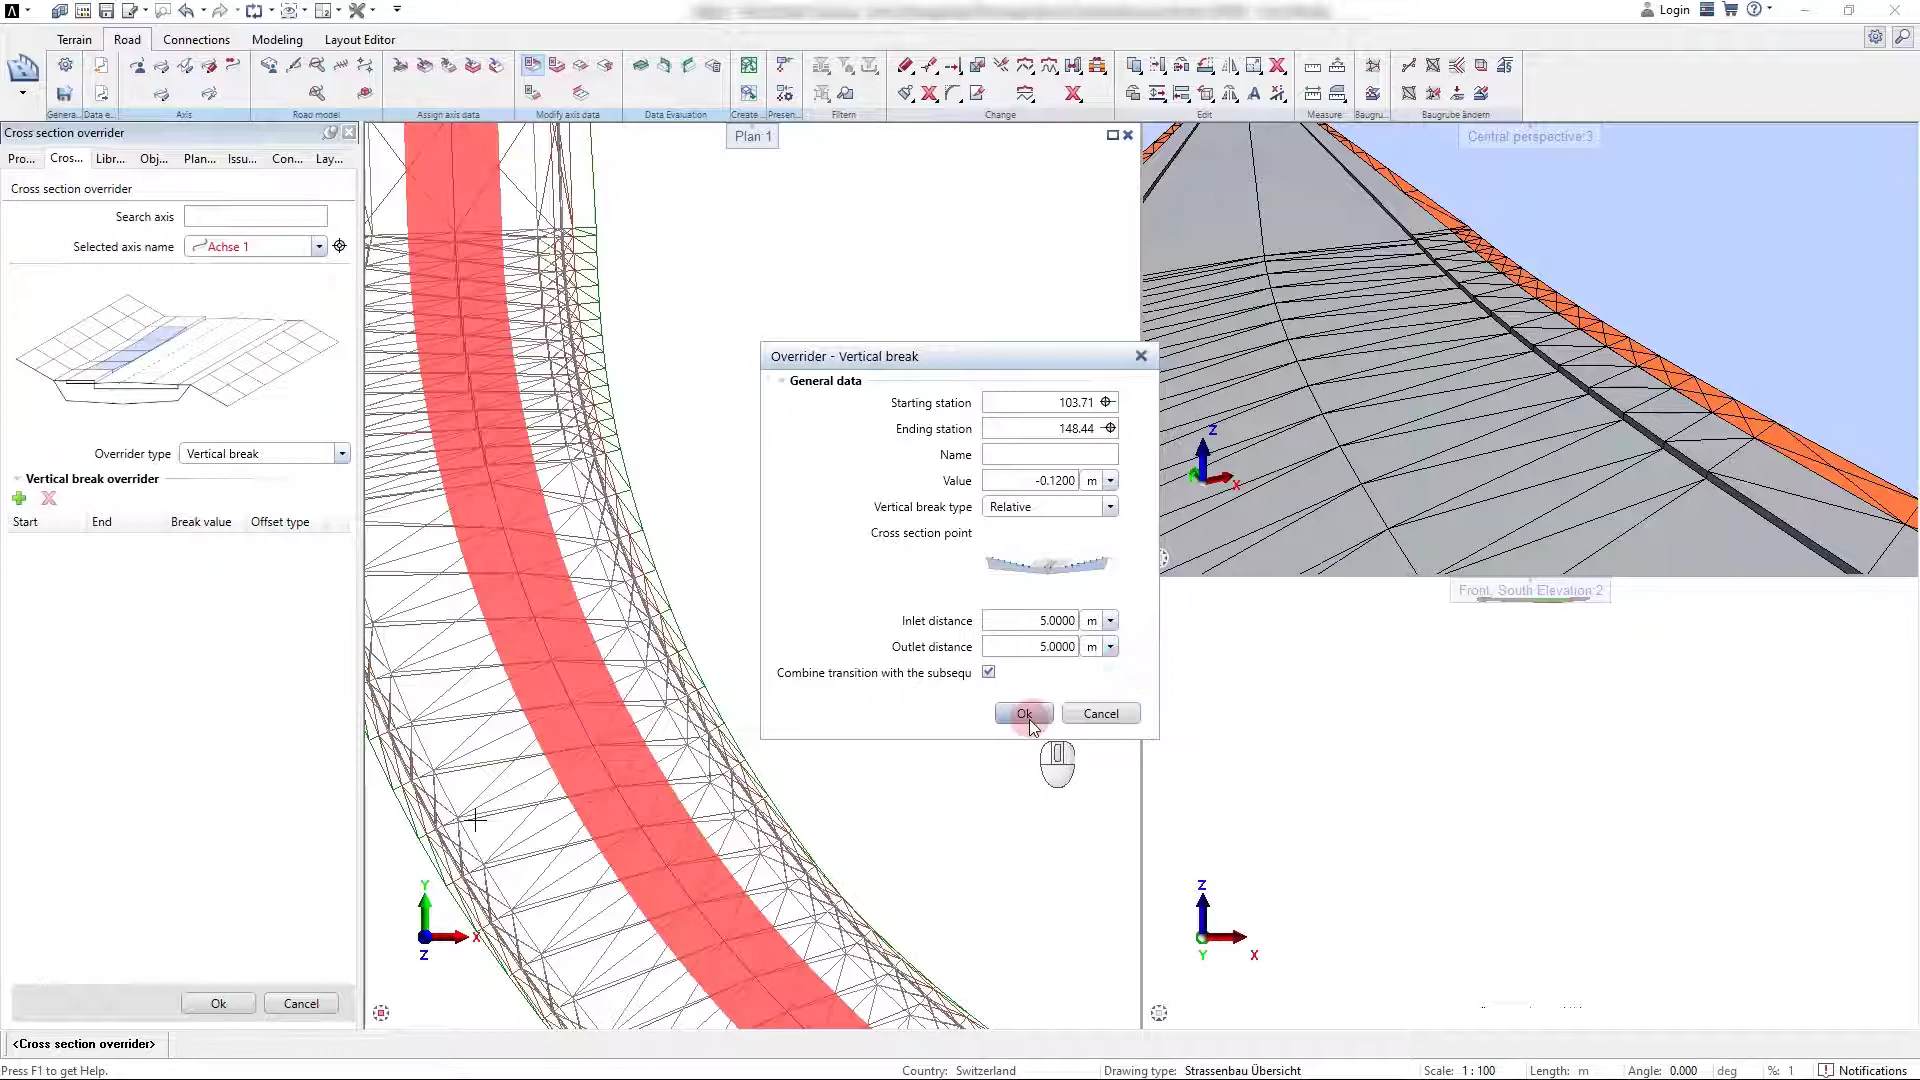 Login
Terrain
Road
Connections
Modeling
Layout Editor
Genera...
Data e...
Axis
Road model
Assign axis data
Modify axis data
Data Evaluation
Create ...
Presen...
Filtern
Change
Edit
Measure
Baugru...
Baugrube ändern
Cross section overrider
Pro...
Cros...
Libr...
Obj...
Plan...
Issu...
Con...
Lay...
Cross section overrider
Search axis
Selected axis name
Achse 1
Overrider type
Vertical break
Vertical break overrider
Start
End
Break value
Offset type
Ok
Cancel
Plan 1
Y
X
Z
Overrider - Vertical break
General data
Starting station
103.71
Ending station
148.44
Name
Value
-0.1200
m
Vertical break type
Relative
Cross section point
Inlet distance
5.0000
m
Outlet distance
5.0000
m
Combine transition with the subsequ
Ok
Cancel
Central perspective:3
Z
X
Front, South Elevation:2
Z
Y
X
<Cross section overrider>
Press F1 to get Help.
Country:
Switzerland
Drawing type:
Strassenbau Übersicht
Scale:
1 : 100
Length:
m
Angle:
0.000
deg
%:
1
Notifications